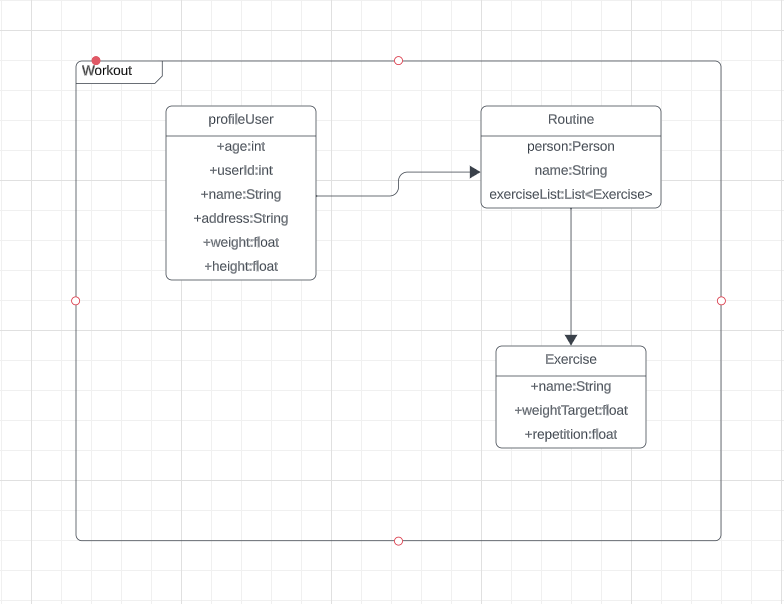 Workout
profileUser
+age:int
+userId:int
+name:String
+address:String
+weight:float
+height:float
Routine
person:Person
name:String
exerciseList:List<Exercise>
Exercise
+name:String
+weightTarget:float
+repetition:float